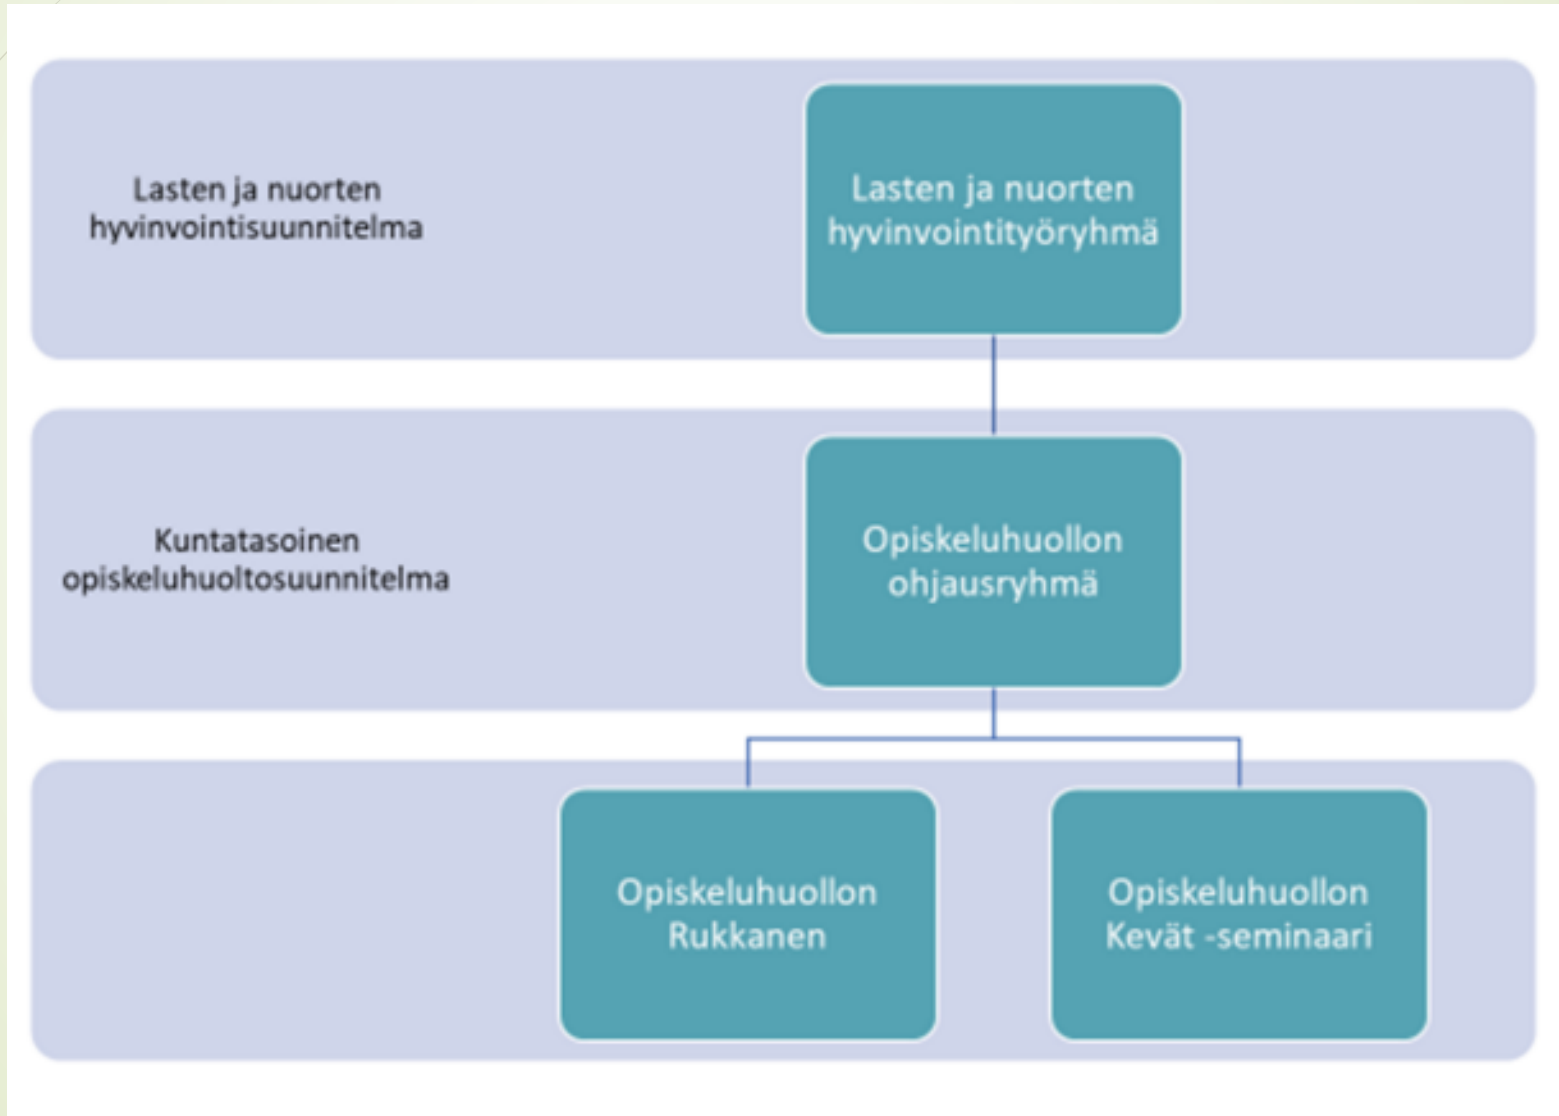 Lasten ja nuorten
hyvinvointisuunnitelma
Lasten ja nuorten
hyvinvointityöryhmä
Kuntatasoinen
opiskeluhuoltosuunnitelma
Opiskeluhuollon
ohjausryhmä
Opiskeluhuollon
Rukkanen
Opiskeluhuollon
Kevät -seminaari